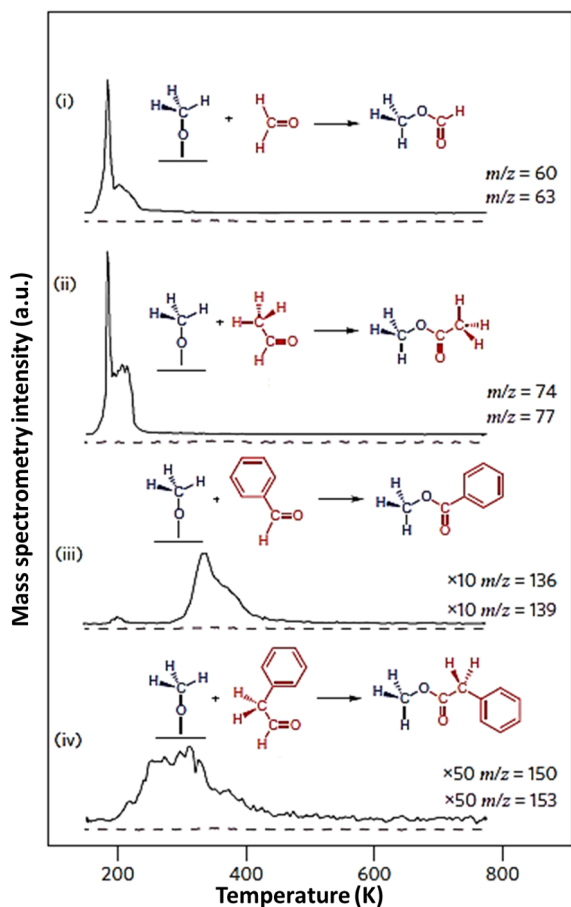 Mass spectrometry intensity (a.u.)
(i)
H
H
H
C
O
+
H
C
O
H
H
C
H
H
O
C
H
O
m/z = 60
m/z = 63
(ii)
H
H
H
C
O
+
H
H
H
C
C
O
H
H
H
C
H
O
C
O
C
H
H
H
m/z = 74
m/z = 77
(iii)
H
H
H
C
O
+
C
O
H
H
H
C
H
O
C
O
×10 m/z = 136
×10 m/z = 139
(iv)
H
H
H
C
O
+
H
C
H
C
O
H
H
H
C
H
O
C
O
H
H
C
×50 m/z = 150
×50 m/z = 153
200
400
600
800
Temperature (K)